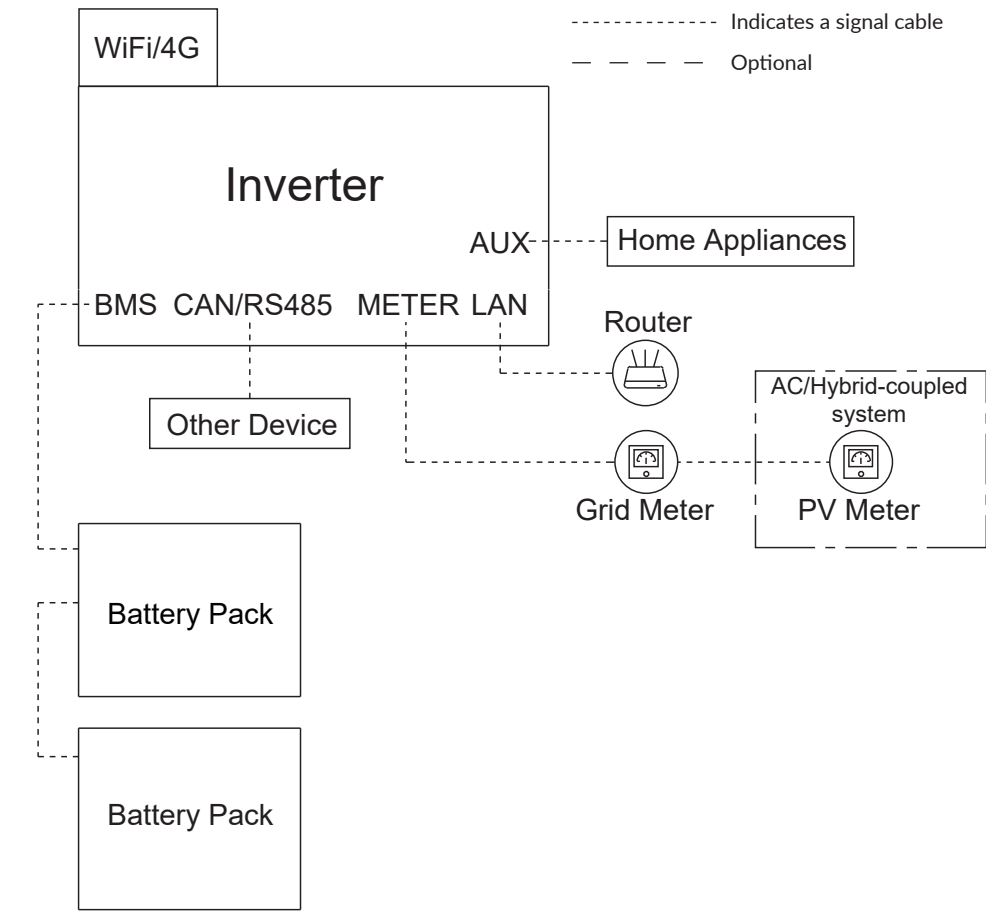 WiFi/4G
Indicates a signal cable
Optional
Inverter
AUX
Home Appliances
BMS CAN/RS485 METER LAN
Router
AC/Hybrid-coupled
system
Other Device
Grid Meter
PV Meter
Battery Pack
Battery Pack